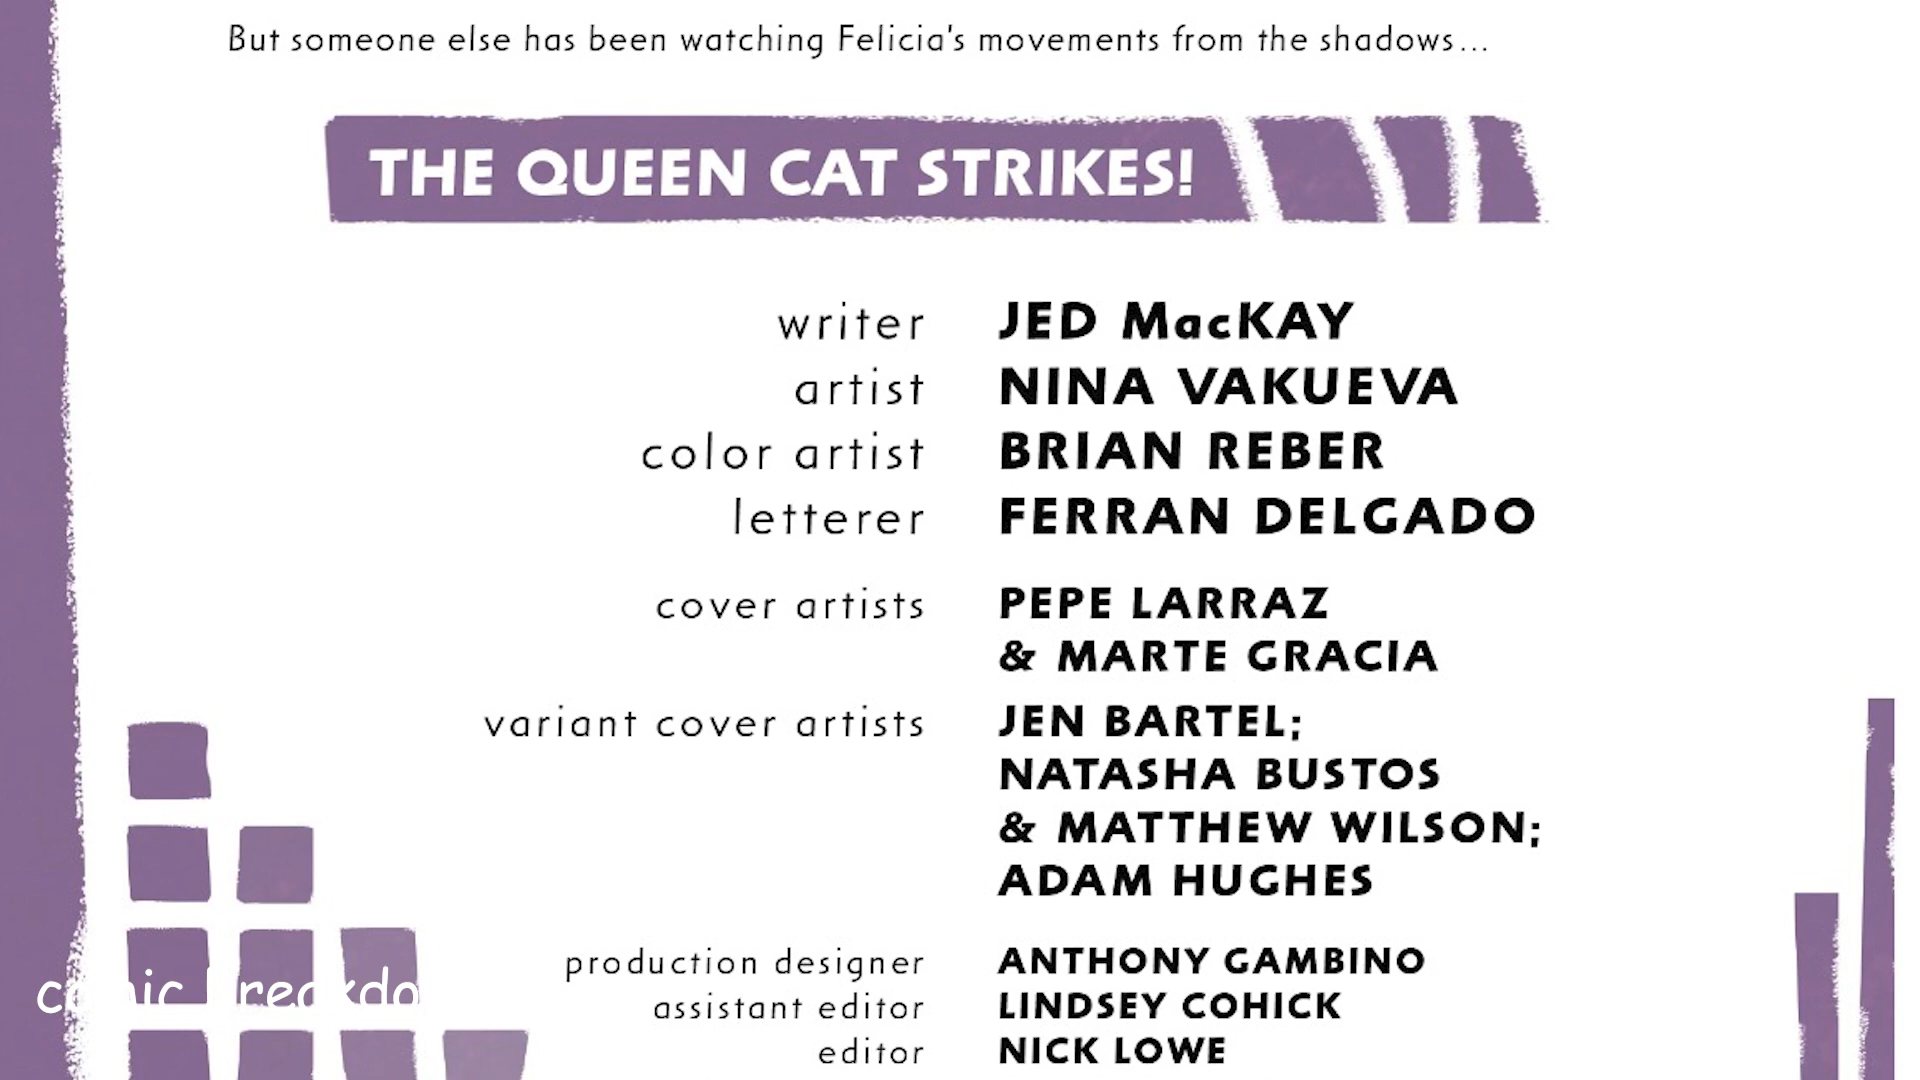 But someone else has been watching Felicia's movements from the shadows...
THE QUEEN CAT STRIKES!
writer JED MacKAY
artist NINA VAKUEVA
color artist BRIAN REBER
letterer FERRAN DELGADO
cover artists PEPE LARRAZ
& MARTE GRACIA
variant cover artists JEN BARTEL;
NATASHA BUSTOS
& MATTHEW WILSON;
ADAM HUGHES
production designer ANTHONY GAMBINO
comic breakdo
assistant editor LINDSEY COHICK
editor NICK LOWE